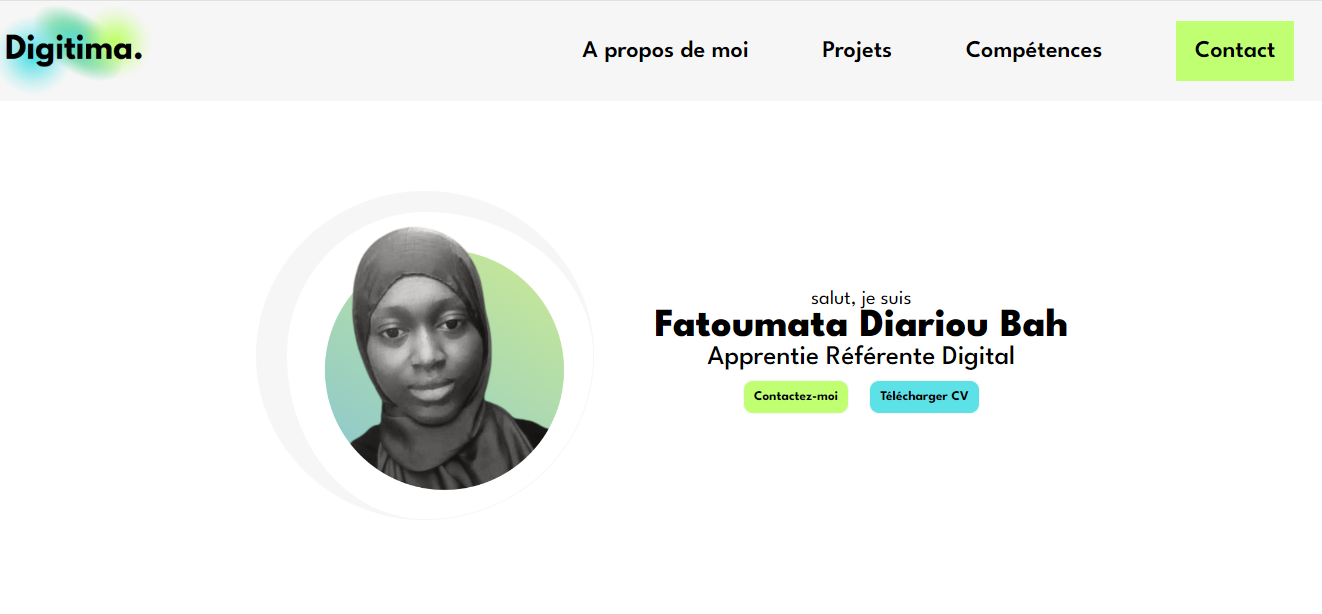 Digitima.
A propos de moi
Projets
Compétences
Contact
salut, je suis
Fatoumata Diariou Bah
Apprentie Référente Digital
Contactez-moi
Télécharger CV